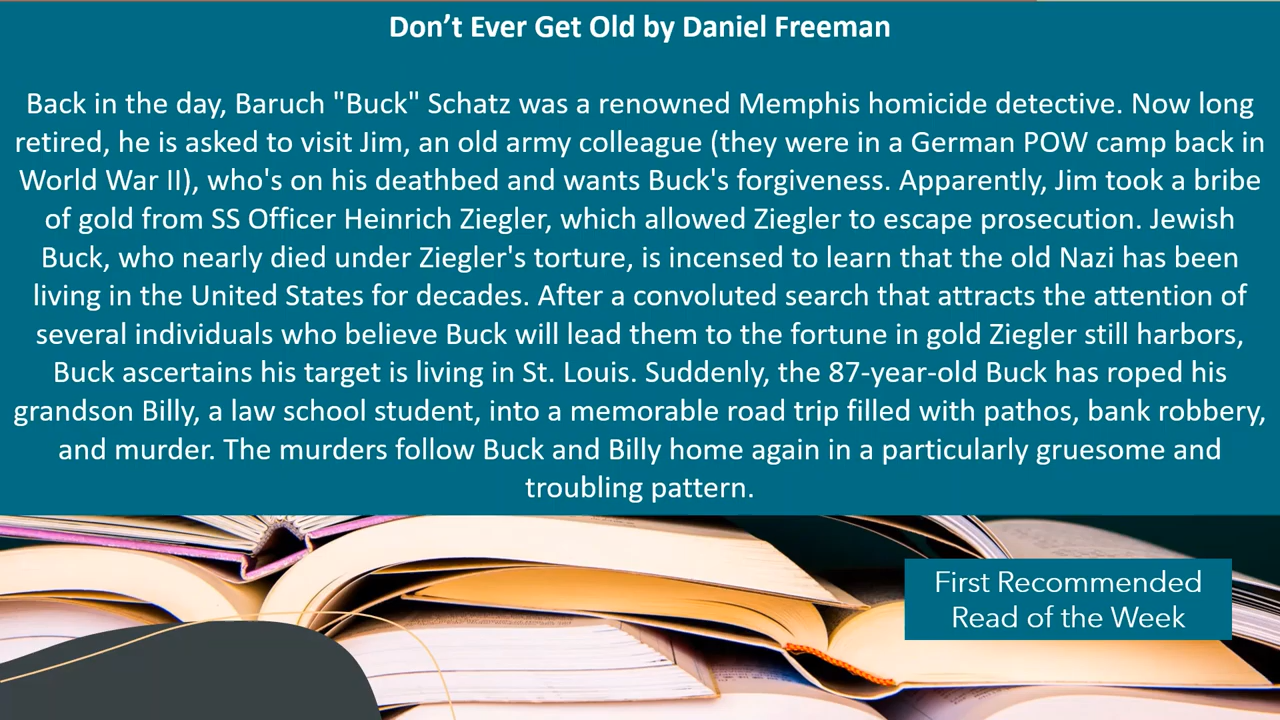 Don’t Ever Get Old by Daniel Freeman
Back in the day, Baruch "Buck" Schatz was a renowned Memphis homicide detective. Now long
retired, he is asked to visit Jim, an old army colleague (they were in a German POW camp back in
World War II), who's on his deathbed and wants Buck's forgiveness. Apparently, Jim took a bribe
of gold from SS Officer Heinrich Ziegler, which allowed Ziegler to escape prosecution. Jewish
Buck, who nearly died under Ziegler's torture, is incensed to learn that the old Nazi has been
living in the United States for decades. After a convoluted search that attracts the attention of
several individuals who believe Buck will lead them to the fortune in gold Ziegler still harbors,
Buck ascertains his target is living in St. Louis. Suddenly, the 87-year-old Buck has roped his
grandson Billy, a law school student, into a memorable road trip filled with pathos, bank robbery,
and murder. The murders follow Buck and Billy home again in a particularly gruesome and
troubling pattern.
First Recommended
Read of the Week